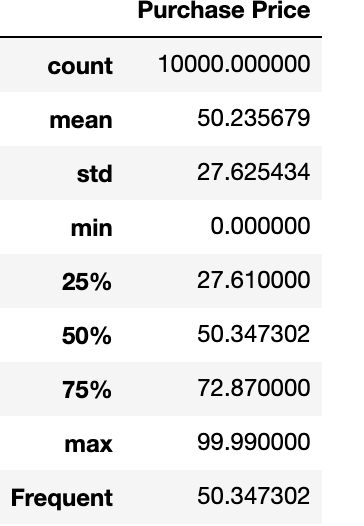 Purchase Price
count 10000.000000
mean 50.235679
std 27.625434
min 0.000000
25% 27.610000
50% 50.347302
75% 72.870000
max 99.990000
Frequent 50.347302